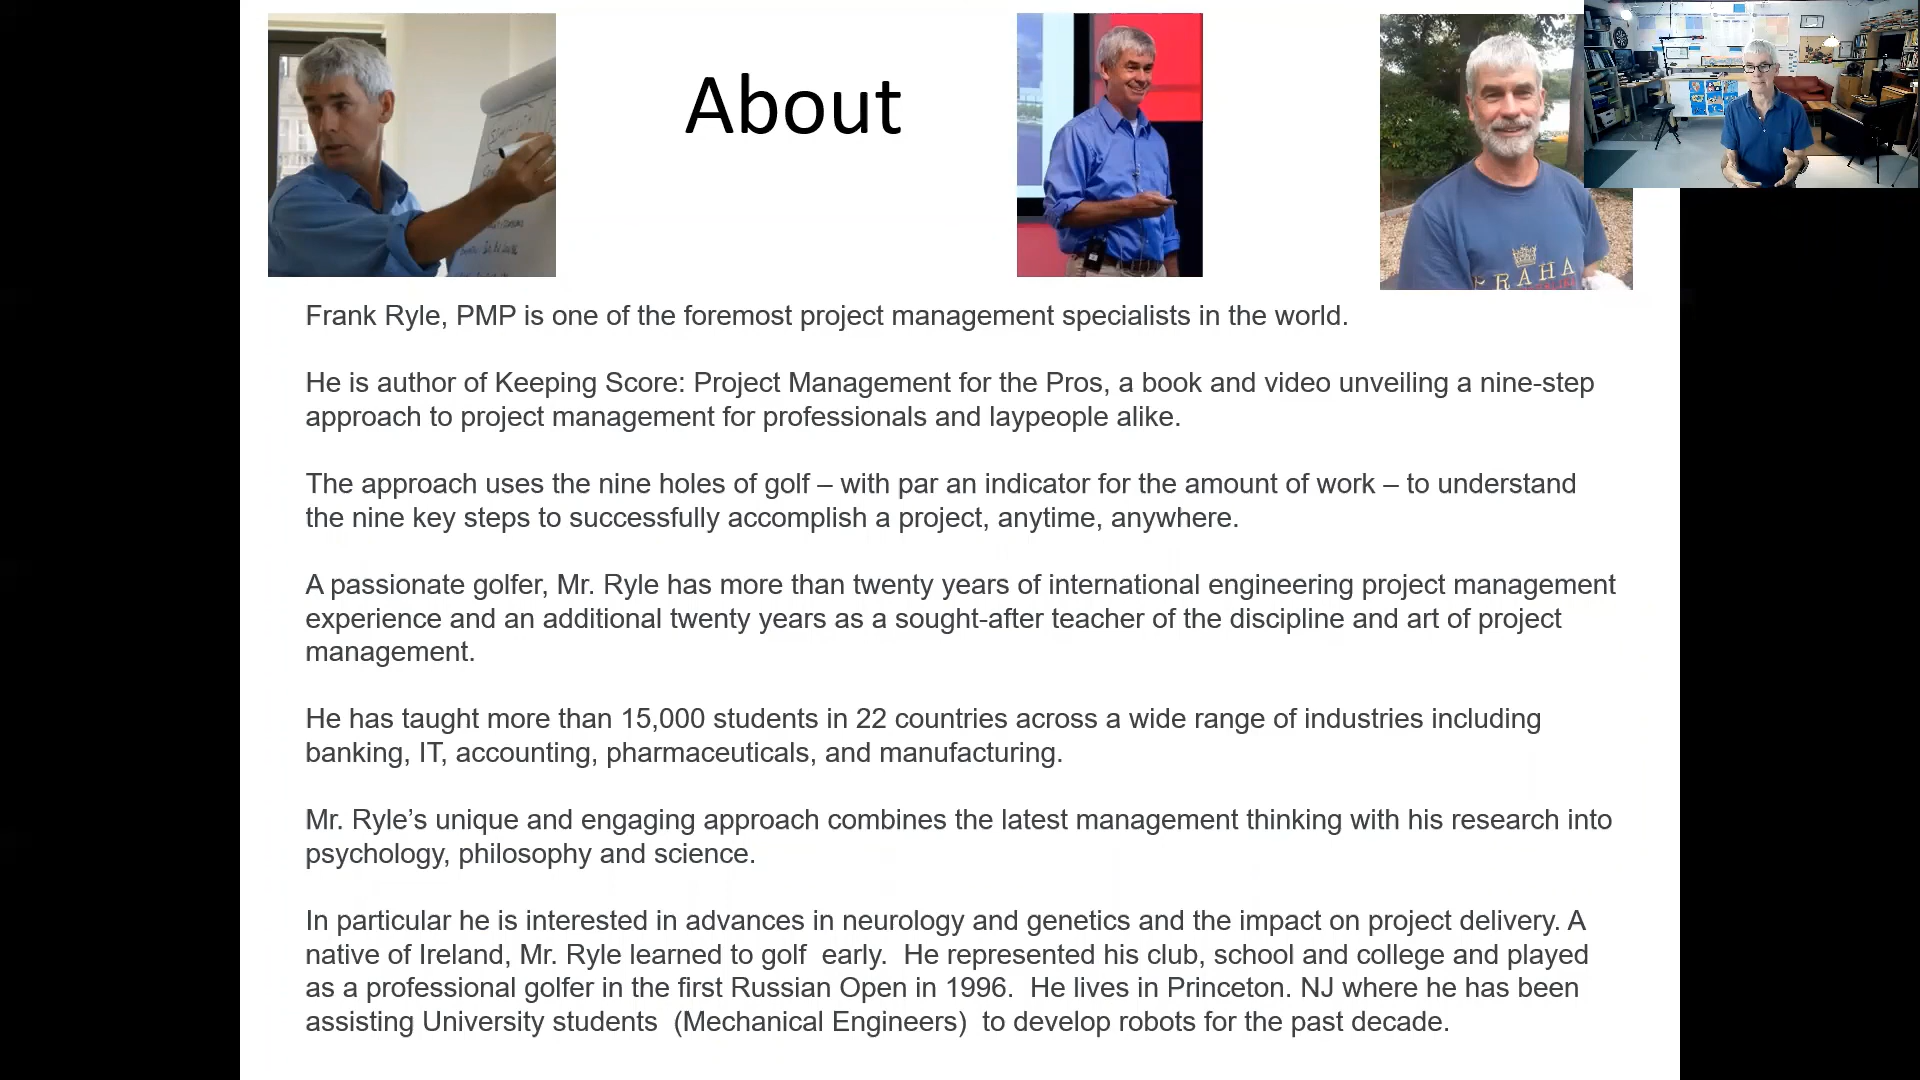 About
RAHA
Frank Ryle, PMP is one of the foremost project management specialists in the world.
He is author of Keeping Score: Project Management for the Pros, a book and video unveiling a nine-step
approach to project management for professionals and laypeople alike.
The approach uses the nine holes of golf – with par an indicator for the amount of work – to understand
the nine key steps to successfully accomplish a project, anytime, anywhere.
A passionate golfer, Mr. Ryle has more than twenty years of international engineering project management
experience and an additional twenty years as a sought-after teacher of the discipline and art of project
management.
He has taught more than 15,000 students in 22 countries across a wide range of industries including
banking, IT, accounting, pharmaceuticals, and manufacturing.
Mr. Ryle’s unique and engaging approach combines the latest management thinking with his research into
psychology, philosophy and science.
In particular he is interested in advances in neurology and genetics and the impact on project delivery. A
native of Ireland, Mr. Ryle learned to golf  early.  He represented his club, school and college and played
as a professional golfer in the first Russian Open in 1996.  He lives in Princeton. NJ where he has been
assisting University students  (Mechanical Engineers)  to develop robots for the past decade.